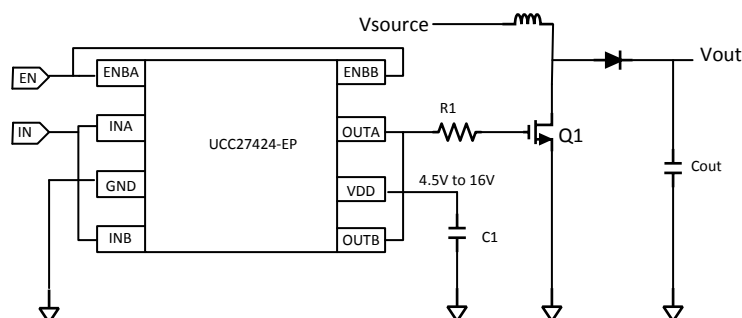 Vsource
EN
ENBA
ENBB
Vout
R1
IN
INA
UCC27424-EP
OUTA
Q1
GND
VDD
4.5V to 16V
Cout
INB
OUTB
C1